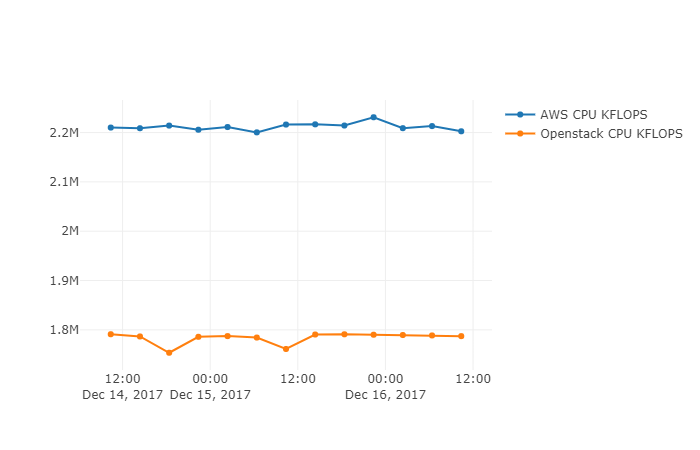 AWS CPU KFLOPS
Openstack CPU KFLOPS
2.2M
2.1M
2M
1.9M
1.8M
12:00 00:00 12:00 00:00 12:00
Dec 14, 2017 Dec 15, 2017 Dec 16, 2017